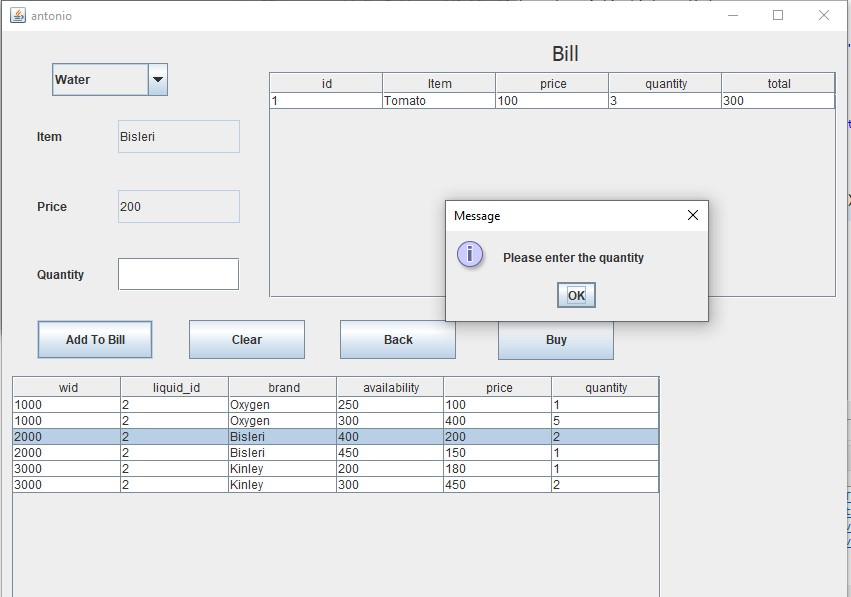 antonio
Bill
Water
id Item price quantity total
1 Tomato 100 3 300
Item Bisleri
Price 200
Message
Please enter the quantity
OK
Quantity
Add To Bill Clear Back Buy
wid liquid_id brand availability price quantity
1000 2 Oxygen 250 100 1
1000 2 Oxygen 300 400 5
2000 2 Bisleri 400 200 2
2000 2 Bisleri 450 150 1
3000 2 Kinley 200 180 1
3000 2 Kinley 300 450 2